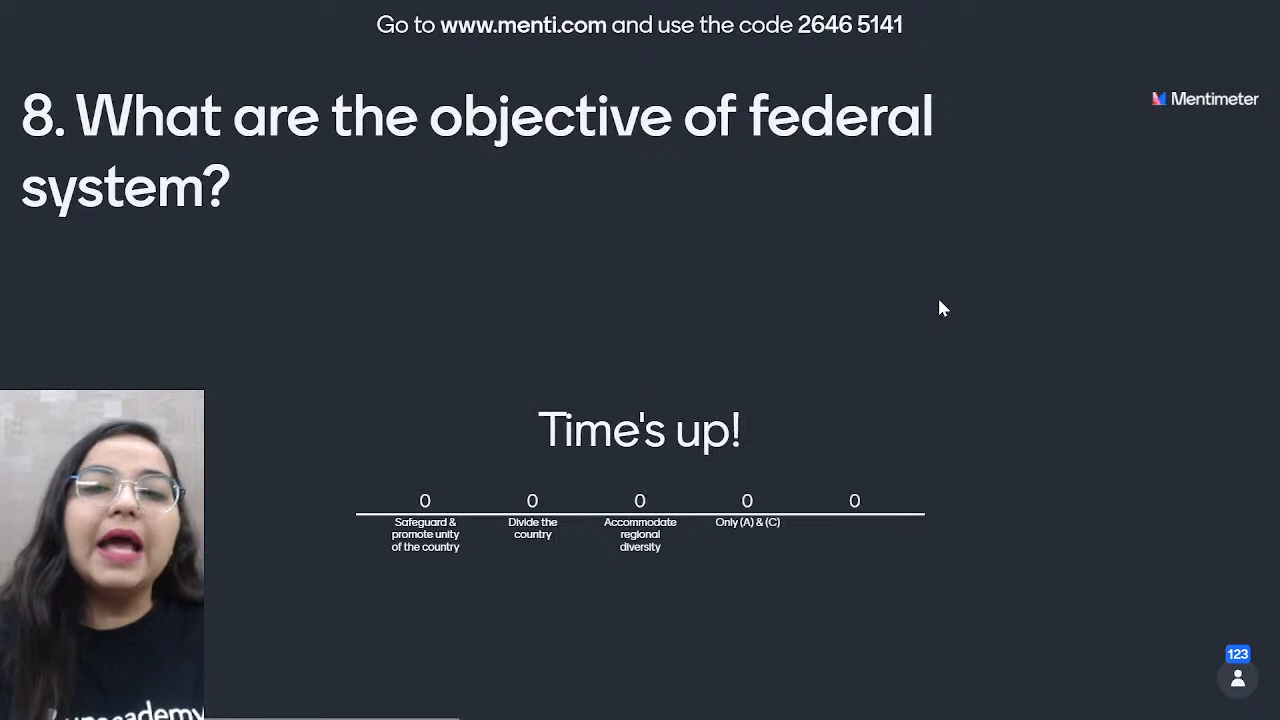 Go to www.menti.com and use the code 2646 5141
Mentimeter
8. What are the objective of federal
system?
Time's up!
0 0 0 0 0
Safeguard &
promote unity
of the country
Divide the
country
Accommodate
regional
diversity
Only (A) & (C)
123